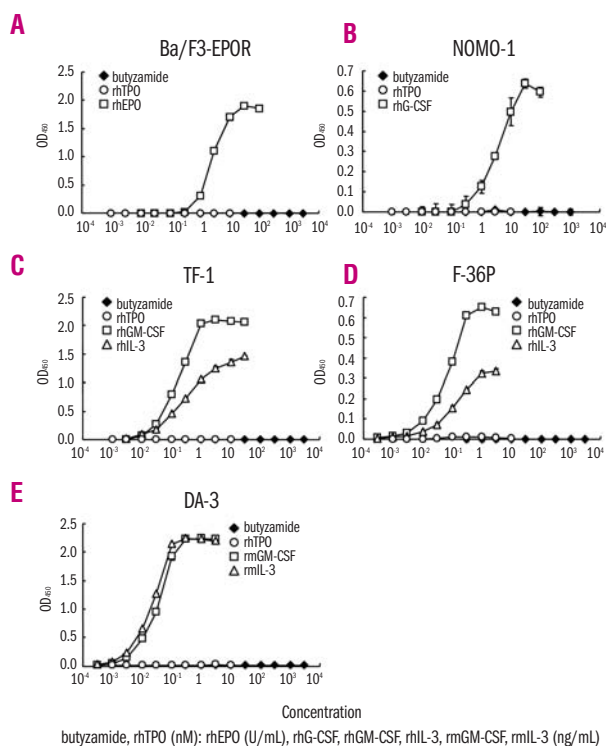 A
Ba/F3-EPOR
butyzamide
rhTPO
rhEPO
OD450
2.5
2.0
1.5
1.0
0.5
0.0
10-4 10-3 10-2 10-1 1 10 102 103 104
B
NOMO-1
butyzamide
rhTPO
rhG-CSF
OD450
0.7
0.6
0.5
0.4
0.3
0.2
0.1
0.0
10-4 10-3 10-2 10-1 1 10 102 103 104
C
TF-1
butyzamide
rhTPO
rhGM-CSF
rhIL-3
OD450
2.5
2.0
1.5
1.0
0.5
0.0
10-4 10-3 10-2 10-1 1 10 102 103 104
D
F-36P
butyzamide
rhTPO
rhGM-CSF
rhIL-3
OD450
0.7
0.6
0.4
0.3
0.2
0.1
0.0
10-4 10-3 10-2 10-1 1 10 102 103 104
E
DA-3
butyzamide
rhTPO
rmGM-CSF
rmIL-3
OD450
2.5
2.0
1.5
1.0
0.5
0.0
10-4 10-3 10-2 10-1 1 10 102 103 104
Concentration
butyzamide, rhTPO (nM): rhEPO (U/mL), rhG-CSF, rhGM-CSF, rhIL-3, rmGM-CSF, rmIL-3 (ng/mL)